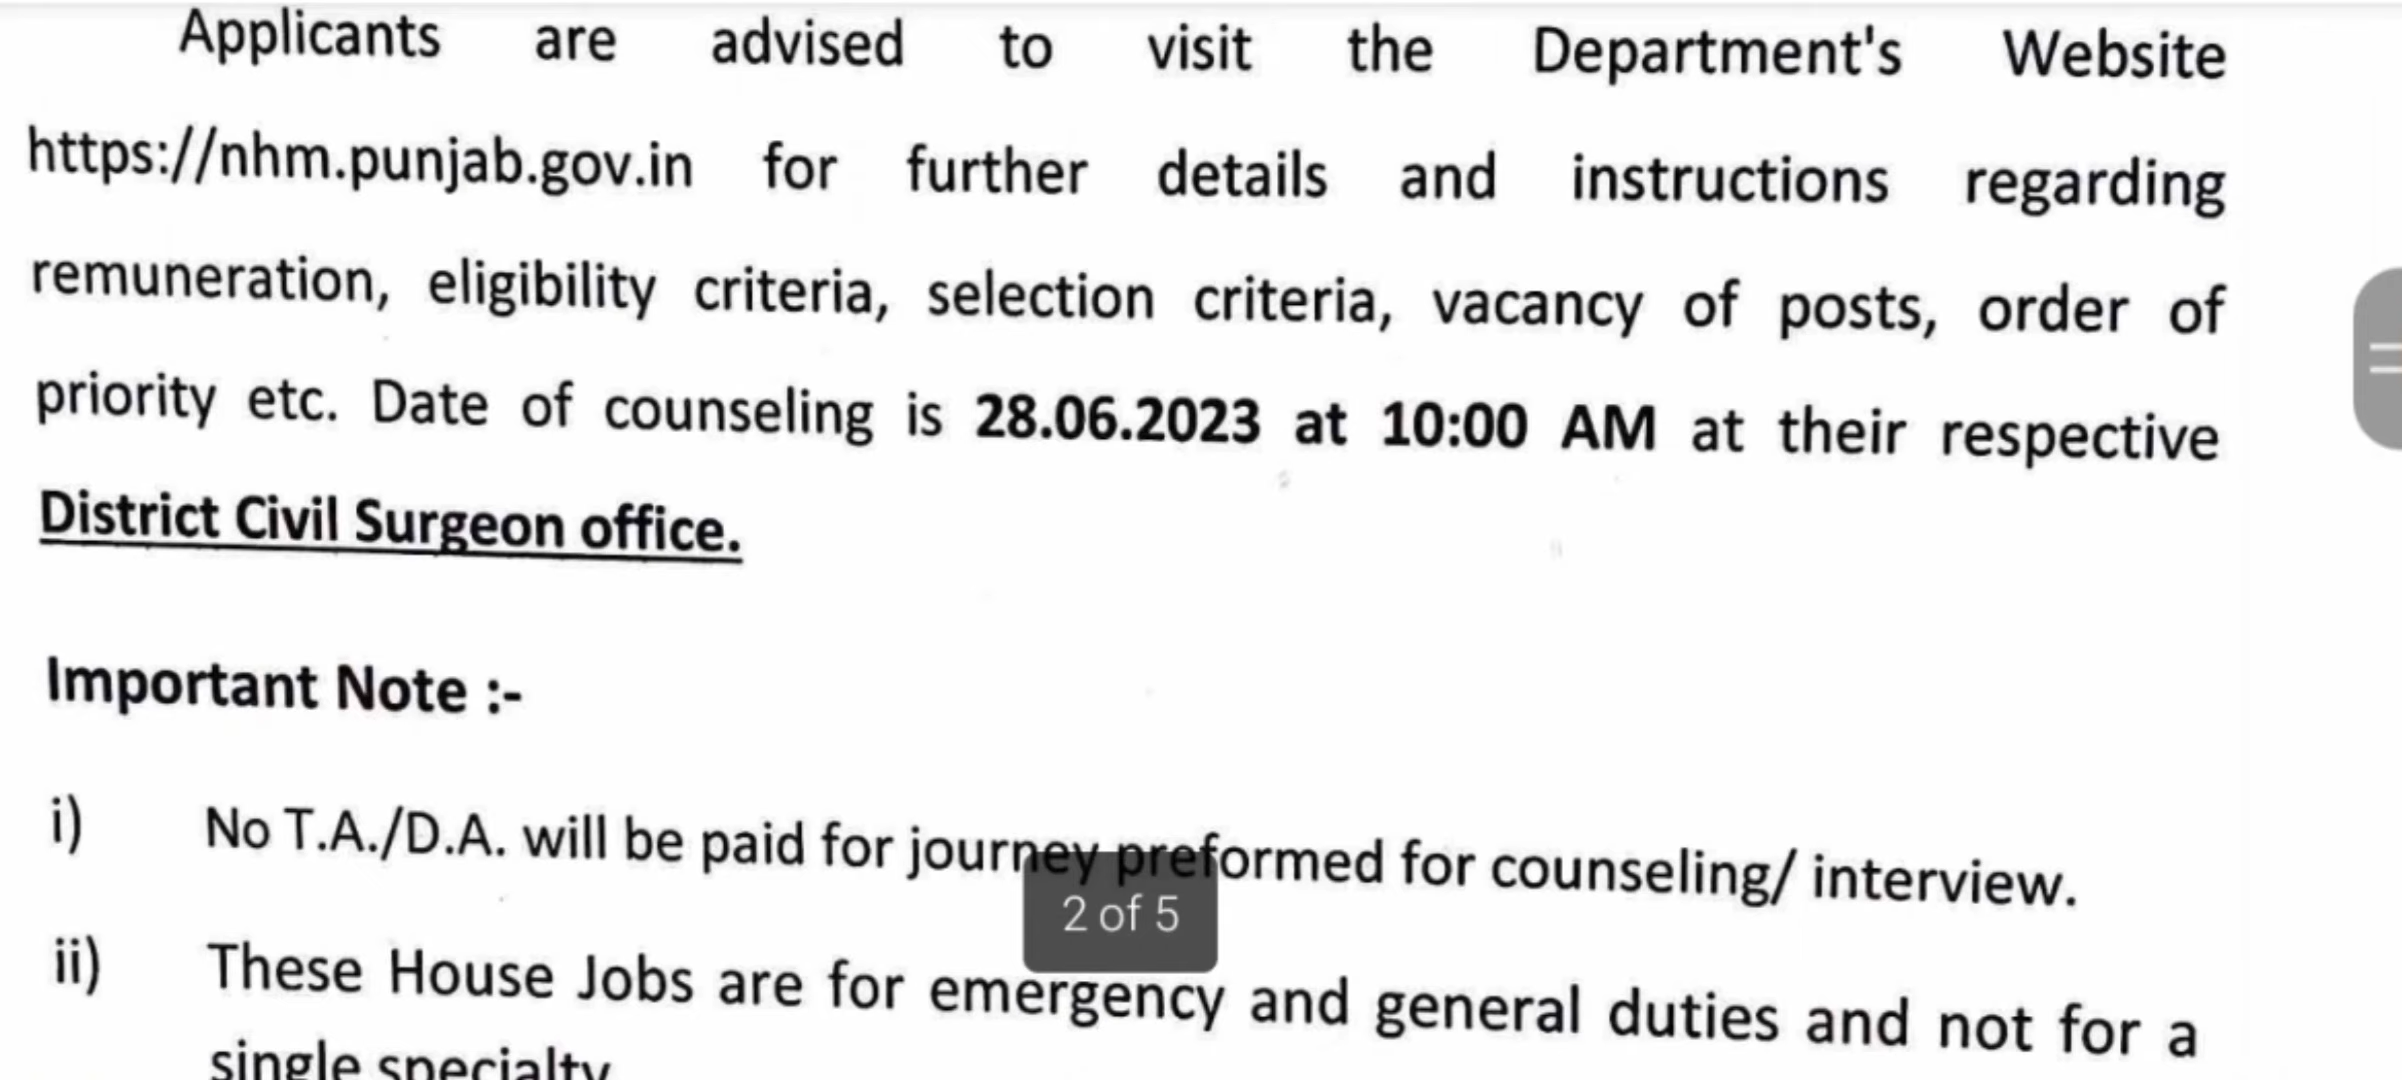 Applicants are advised to visit the Department's Website
https://nhm.punjab.gov.in for further details and instructions regarding
remuneration, eligibility criteria, selection criteria, vacancy of posts, order of
priority etc. Date of counseling is 28.06.2023 at 10:00 AM at their respective
District Civil Surgeon office.
Important Note :-
i) No T.A./D.A. will be paid for journey preformed for counseling/ interview.
2 of 5
ii) These House Jobs are for emergency and general duties and not for a
single specialty